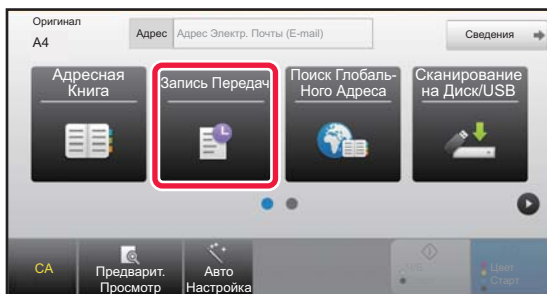 Оригинал
A4
Адрес
Адрес Электр. Почты (E-mail)
Сведения
Адресная
Книга
Запись Передач
Поиск Глобаль-
Ного Адреса
Сканирование
на Диск/USB
CA
Предварит.
Просмотр
Авто
Настройка
Ч/Б
Старт
Цвет
Старт